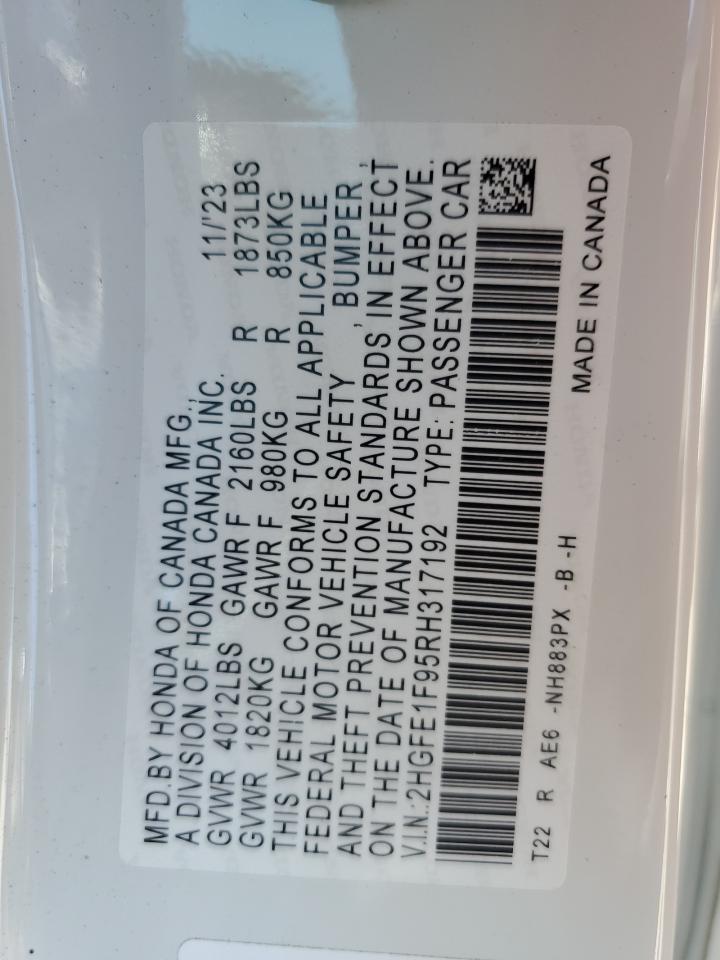 MFD.BY HONDA OF CANADA MFG.,
A DIVISION OF HONDA CANADA INC. 11/'23
GVWR 4012LBS GAWR F 2160LBS R 1873LBS
GVWR 1820KG GAWR F 980KG R 850KG
THIS VEHICLE CONFORMS TO ALL APPLICABLE
FEDERAL MOTOR VEHICLE SAFETY , BUMPER ,
AND THEFT PREVENTION STANDARDS IN EFFECT
ON THE DATE OF MANUFACTURE SHOWN ABOVE.
V.I.N.:2HGFE1F95RH317192 TYPE: PASSENGER CAR
T22 R AE6 -NH883PX -B -H
MADE IN CANADA